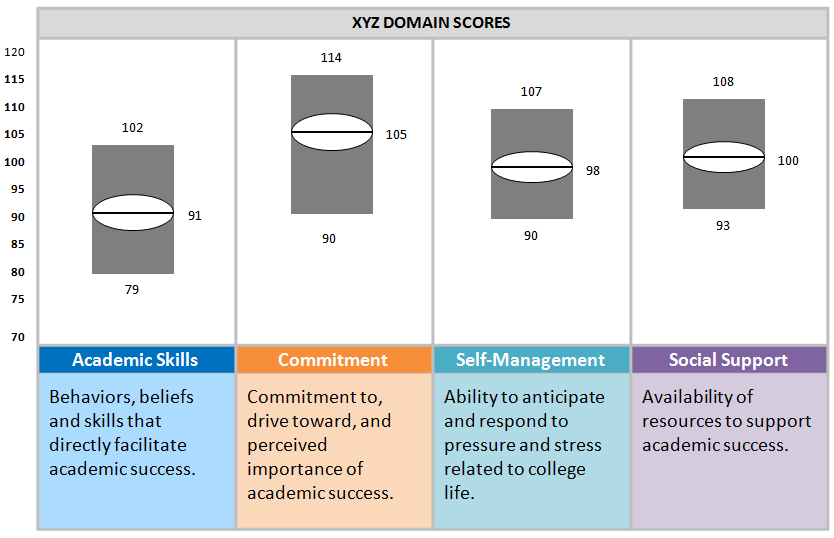 XYZ DOMAIN SCORES
120
115
110
105
100
95
90
85
80
75
70
102
91
79
114
105
90
107
98
90
108
100
93
Academic Skills
Commitment
Self-Management
Social Support
Behaviors, beliefs
and skills that
directly facilitate
academic success.
Commitment to,
drive toward, and
perceived
importance of
academic success.
Ability to anticipate
and respond to
pressure and stress
related to college
life.
Availability of
resources to support
academic success.